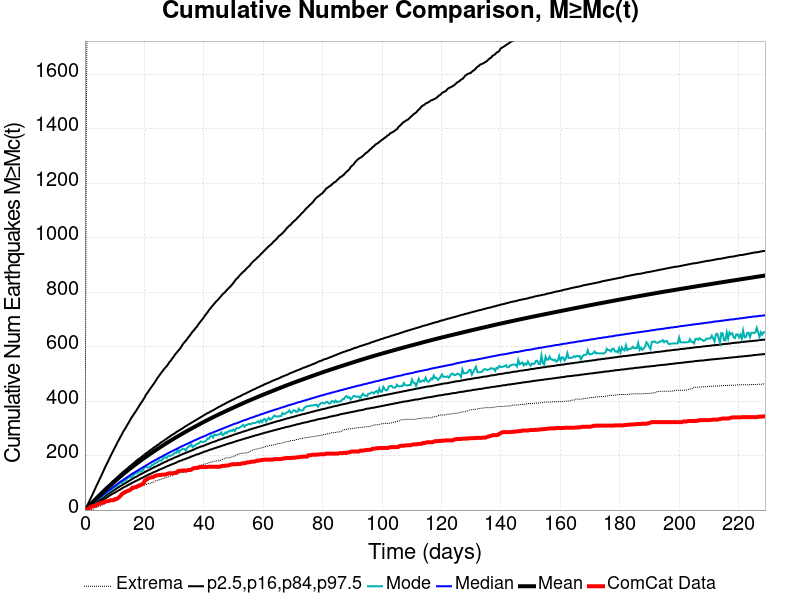 Cumulative Number Comparison, M≥Mc(t)
Cumulative Num Earthquakes M≥Mc(t)
1600
1400
1200
1000
800
600
400
200
0
0 20 40 60 80 100 120 140 160 180 200 220
Time (days)
Extrema p2.5,p16,p84,p97.5 Mode Median Mean ComCat Data